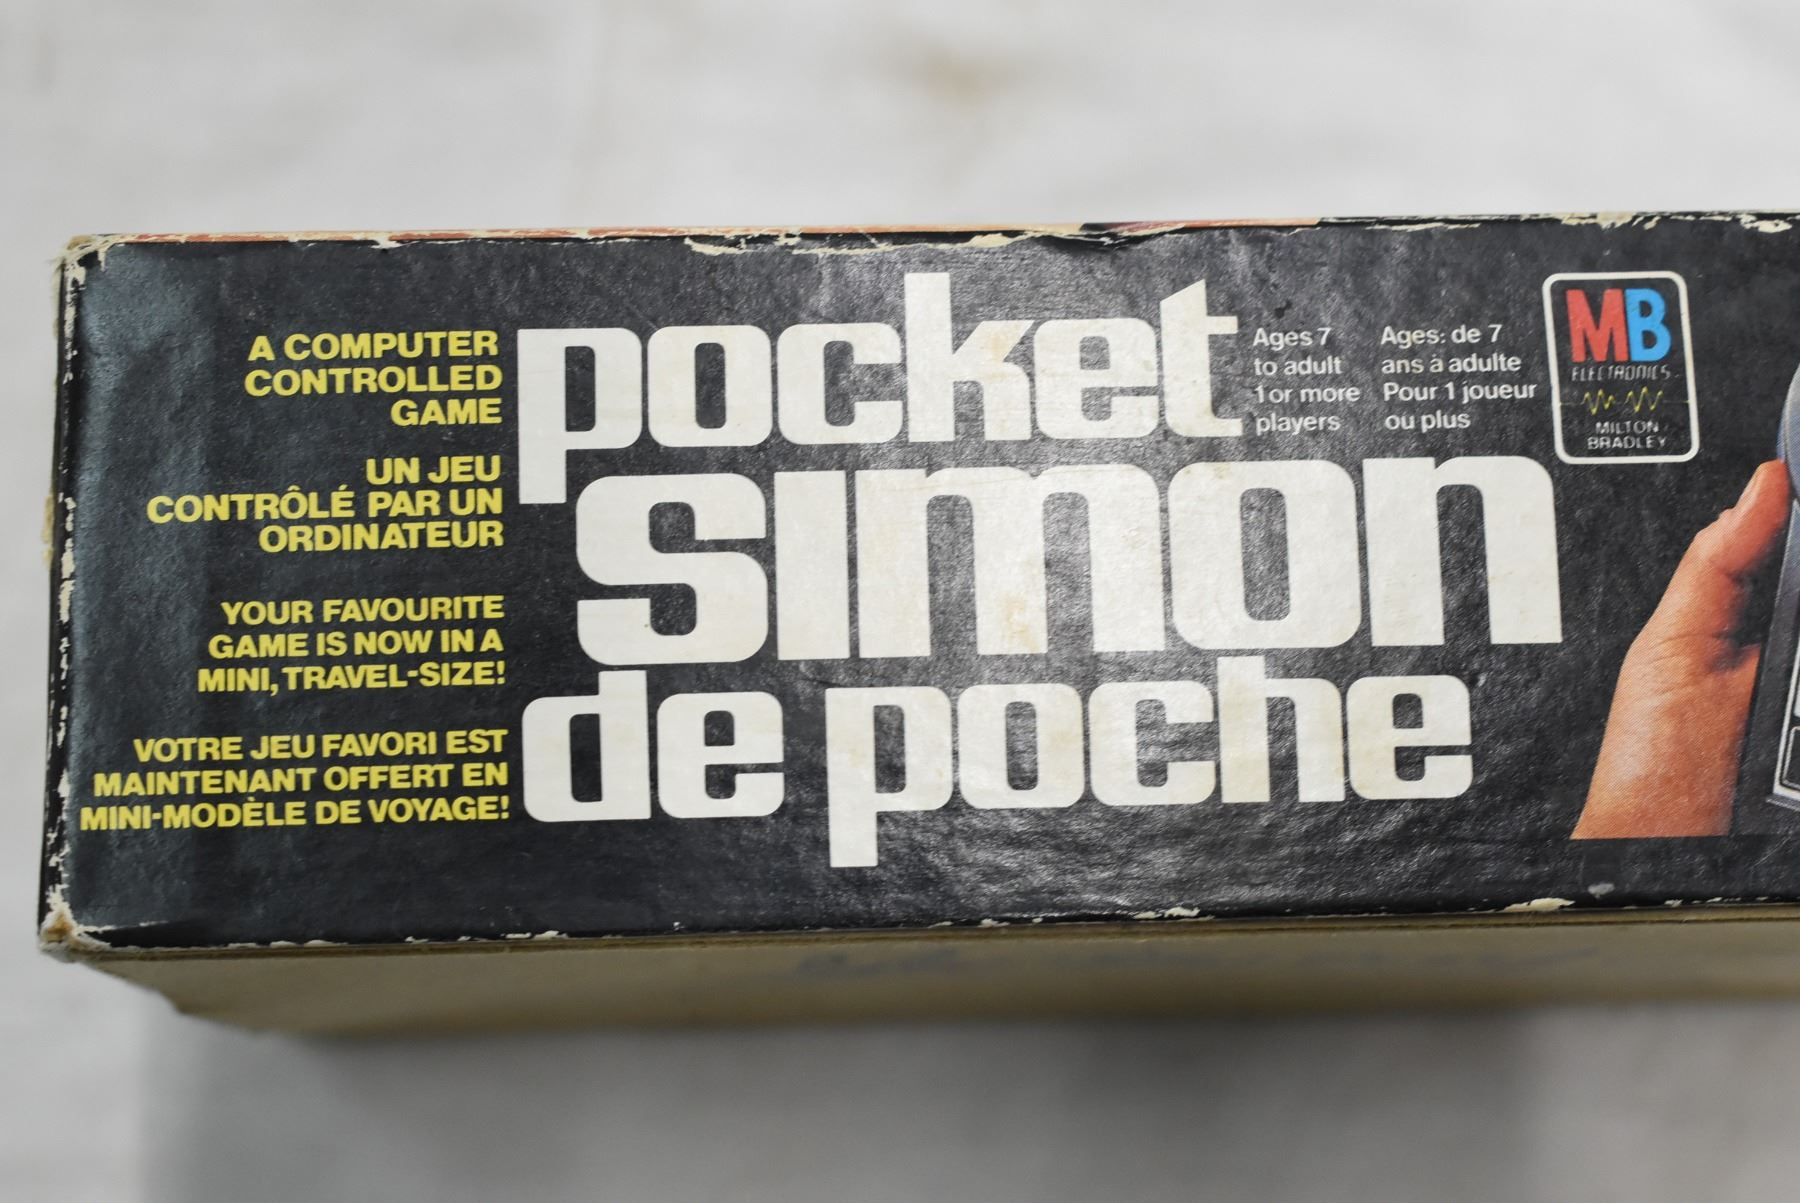 A COMPUTER
CONTROLLED
GAME
UN JEU
CONTRÔLÉ PAR UN
ORDINATEUR
YOUR FAVOURITE
GAME IS NOW IN A
MINI, TRAVEL-SIZE!
VOTRE JEU FAVORI EST
MAINTENANT OFFERT EN
MINI-MODÈLE DE VOYAGE!
pocket
simon
de poche
Ages 7
to adult
1 or more
players
Ages: de 7
ans à adulte
Pour 1 joueur
ou plus
MB
ELECTRONICS
MILTON
BRADLEY